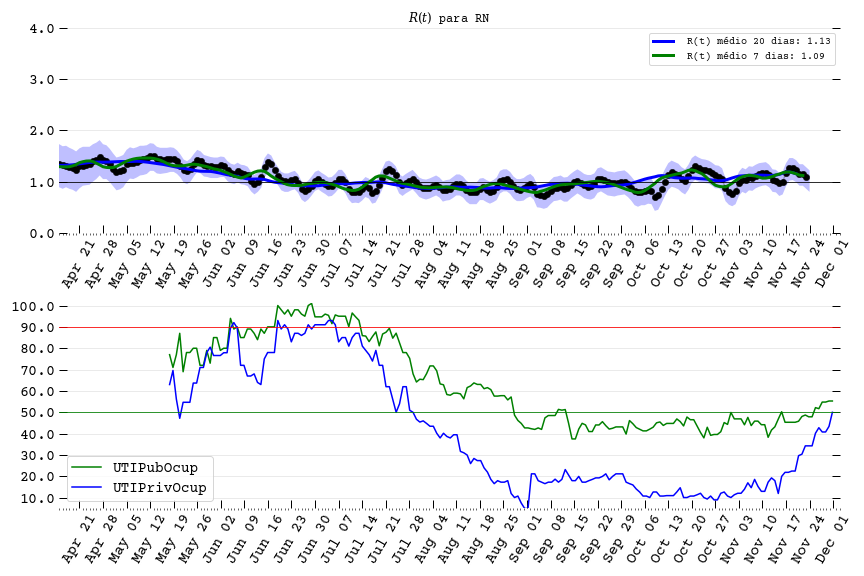 R(t) para RN
4.0
3.0
2.0
1.0
0.0
R(t) médio 20 dias: 1.13
R(t) médio 7 dias: 1.09
Apr 21 Apr 28 May 05 May 12 May 19 May 26 Jun 02 Jun 09 Jun 16 Jun 23 Jun 30 Jul 07 Jul 14 Jul 21 Jul 28 Aug 04 Aug 11 Aug 18 Aug 25 Sep 01 Sep 08 Sep 15 Sep 22 Sep 29 Oct 06 Oct 13 Oct 20 Oct 27 Nov 03 Nov 10 Nov 17 Nov 24 Dec 01
100.0
90.0
80.0
70.0
60.0
50.0
40.0
30.0
20.0
10.0
UTIPubOcup
UTIPrivOcup
Apr 21 Apr 28 May 05 May 12 May 19 May 26 Jun 02 Jun 09 Jun 16 Jun 23 Jun 30 Jul 07 Jul 14 Jul 21 Jul 28 Aug 04 Aug 11 Aug 18 Aug 25 Sep 01 Sep 08 Sep 15 Sep 22 Sep 29 Oct 06 Oct 13 Oct 20 Oct 27 Nov 03 Nov 10 Nov 17 Nov 24 Dec 01